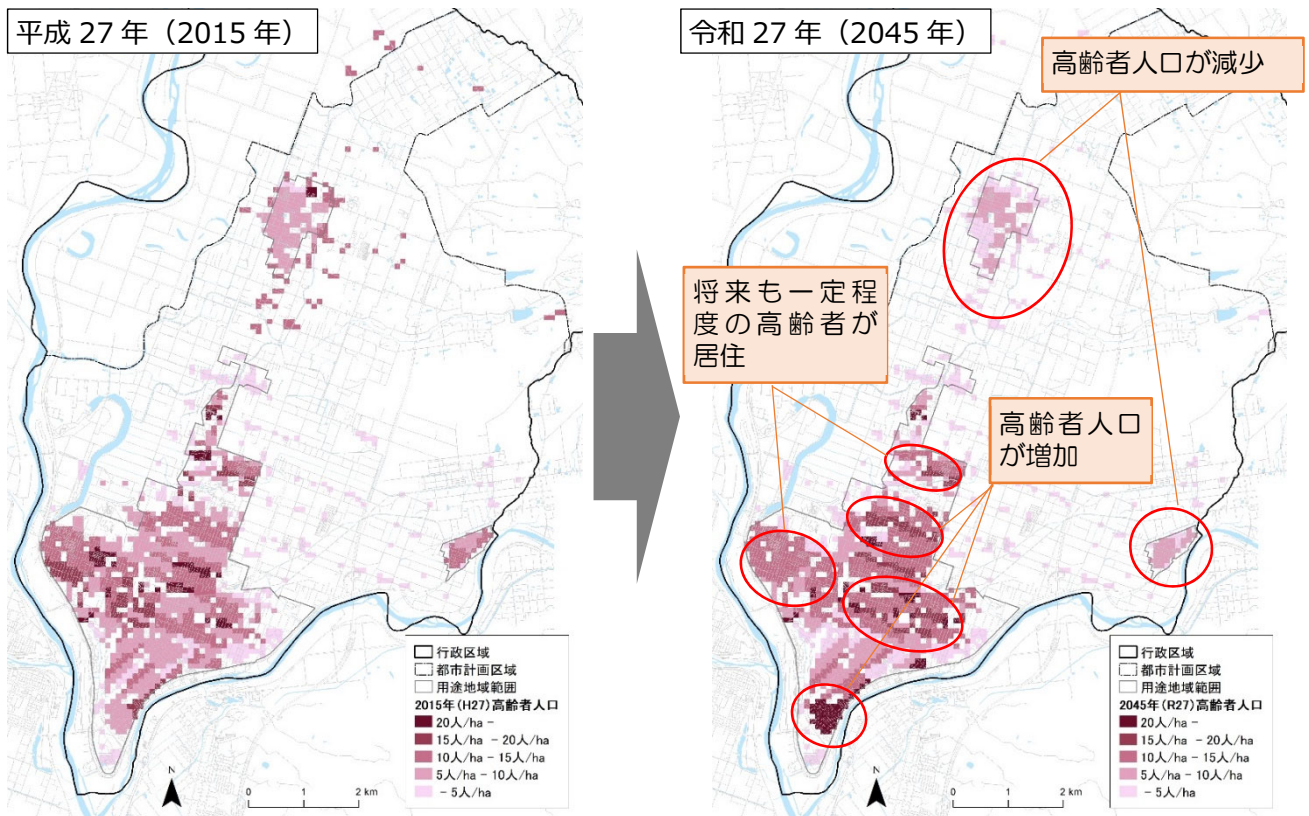 平成 27 年（2015 年）
令和 27 年（2045 年）
高齢者人口が減少
将来も一定程
度の高齢者が
居住
高齢者人口
が増加
行政区域
都市計画区域
用途地域範囲
2015年(H27)高齢者人口
20人/ha －
15人/ha － 20人/ha
10人/ha － 15人/ha
5人/ha － 10人/ha
－ 5人/ha
N
0 1 2 km
行政区域
都市計画区域
用途地域範囲
2045年(R27)高齢者人口
20人/ha －
15人/ha － 20人/ha
10人/ha － 15人/ha
5人/ha － 10人/ha
－ 5人/ha
N
0 1 2 km